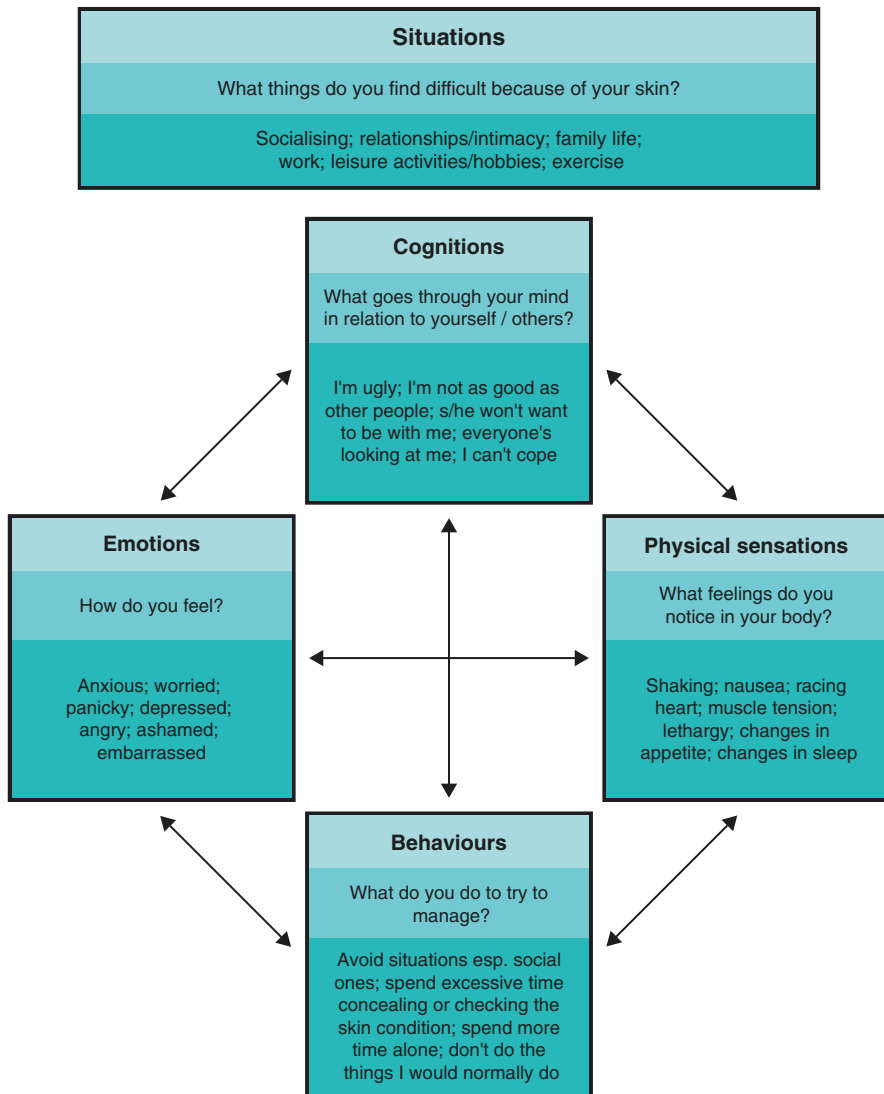 Situations
What things do you find difficult because of your skin?
Socialising; relationships/intimacy; family life;
work; leisure activities/hobbies; exercise
Cognitions
What goes through your mind
in relation to yourself / others?
I'm ugly; I'm not as good as
other people; s/he won't want
to be with me; everyone's
looking at me; I can't cope
Emotions
How do you feel?
Anxious; worried;
panicky; depressed;
angry; ashamed;
embarrassed
Physical sensations
What feelings do you
notice in your body?
Shaking; nausea; racing
heart; muscle tension;
lethargy; changes in
appetite; changes in sleep
Behaviours
What do you do to try to
manage?
Avoid situations esp. social
ones; spend excessive time
concealing or checking the
skin condition; spend more
time alone; don't do the
things I would normally do